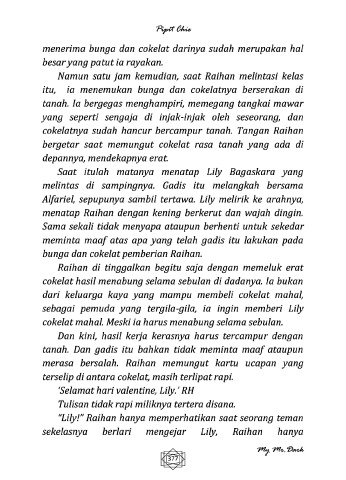 Pipit Chie
menerima bunga dan cokelat darinya sudah merupakan hal
besar yang patut ia rayakan.
Namun satu jam kemudian, saat Raihan melintasi kelas
itu, ia menemukan bunga dan cokelatnya berserakan di
tanah. Ia bergegas menghampiri, memegang tangkai mawar
yang seperti sengaja di injak-injak oleh seseorang, dan
cokelatnya sudah hancur bercampur tanah. Tangan Raihan
bergetar saat memungut cokelat rasa tanah yang ada di
depannya, mendekapnya erat.
Saat itulah matanya menatap Lily Bagaskara yang
melintas di sampingnya. Gadis itu melangkah bersama
Alfariel, sepupunya sambil tertawa. Lily melirik ke arahnya,
menatap Raihan dengan kening berkerut dan wajah dingin.
Sama sekali tidak menyapa ataupun berhenti untuk sekedar
meminta maaf atas apa yang telah gadis itu lakukan pada
bunga dan cokelat pemberian Raihan.
Raihan di tinggalkan begitu saja dengan memeluk erat
cokelat hasil menabung selama sebulan di dadanya. Ia bukan
dari keluarga kaya yang mampu membeli cokelat mahal,
sebagai pemuda yang tergila-gila, ia ingin memberi Lily
cokelat mahal. Meski ia harus menabung selama sebulan.
Dan kini, hasil kerja kerasnya harus tercampur dengan
tanah. Dan gadis itu bahkan tidak meminta maaf ataupun
merasa bersalah. Raihan memungut kartu ucapan yang
terselip di antara cokelat, masih terlipat rapi.
'Selamat hari valentine, Lily.' RH
Tulisan tidak rapi miliknya tertera disana.
"Lily!" Raihan hanya memperhatikan saat seorang teman
sekelasnya berlari mengejar Lily, Raihan hanya
My Mr. Dark
377